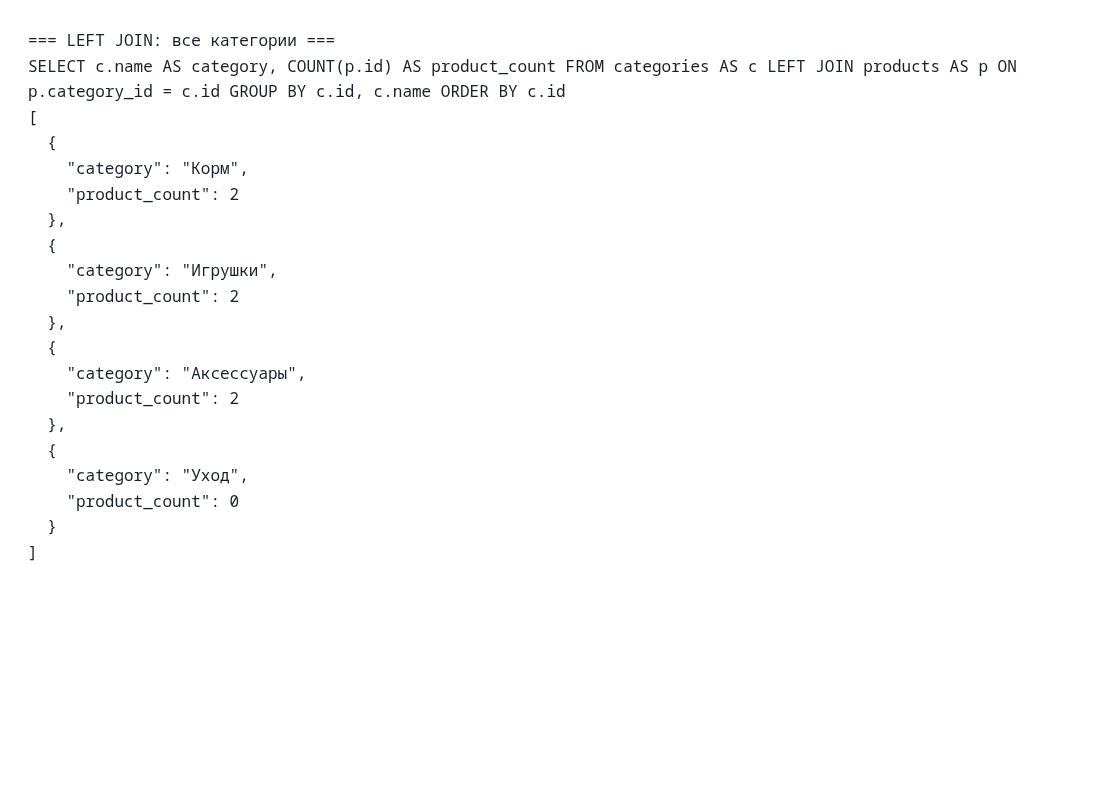 === LEFT JOIN: все категории ===
SELECT c.name AS category, COUNT(p.id) AS product_count FROM categories AS c LEFT JOIN products AS p ON
p.category_id = c.id GROUP BY c.id, c.name ORDER BY c.id
[
  {
    "category": "Корм",
    "product_count": 2
  },
  {
    "category": "Игрушки",
    "product_count": 2
  },
  {
    "category": "Аксессуары",
    "product_count": 2
  },
  {
    "category": "Уход",
    "product_count": 0
  }
]